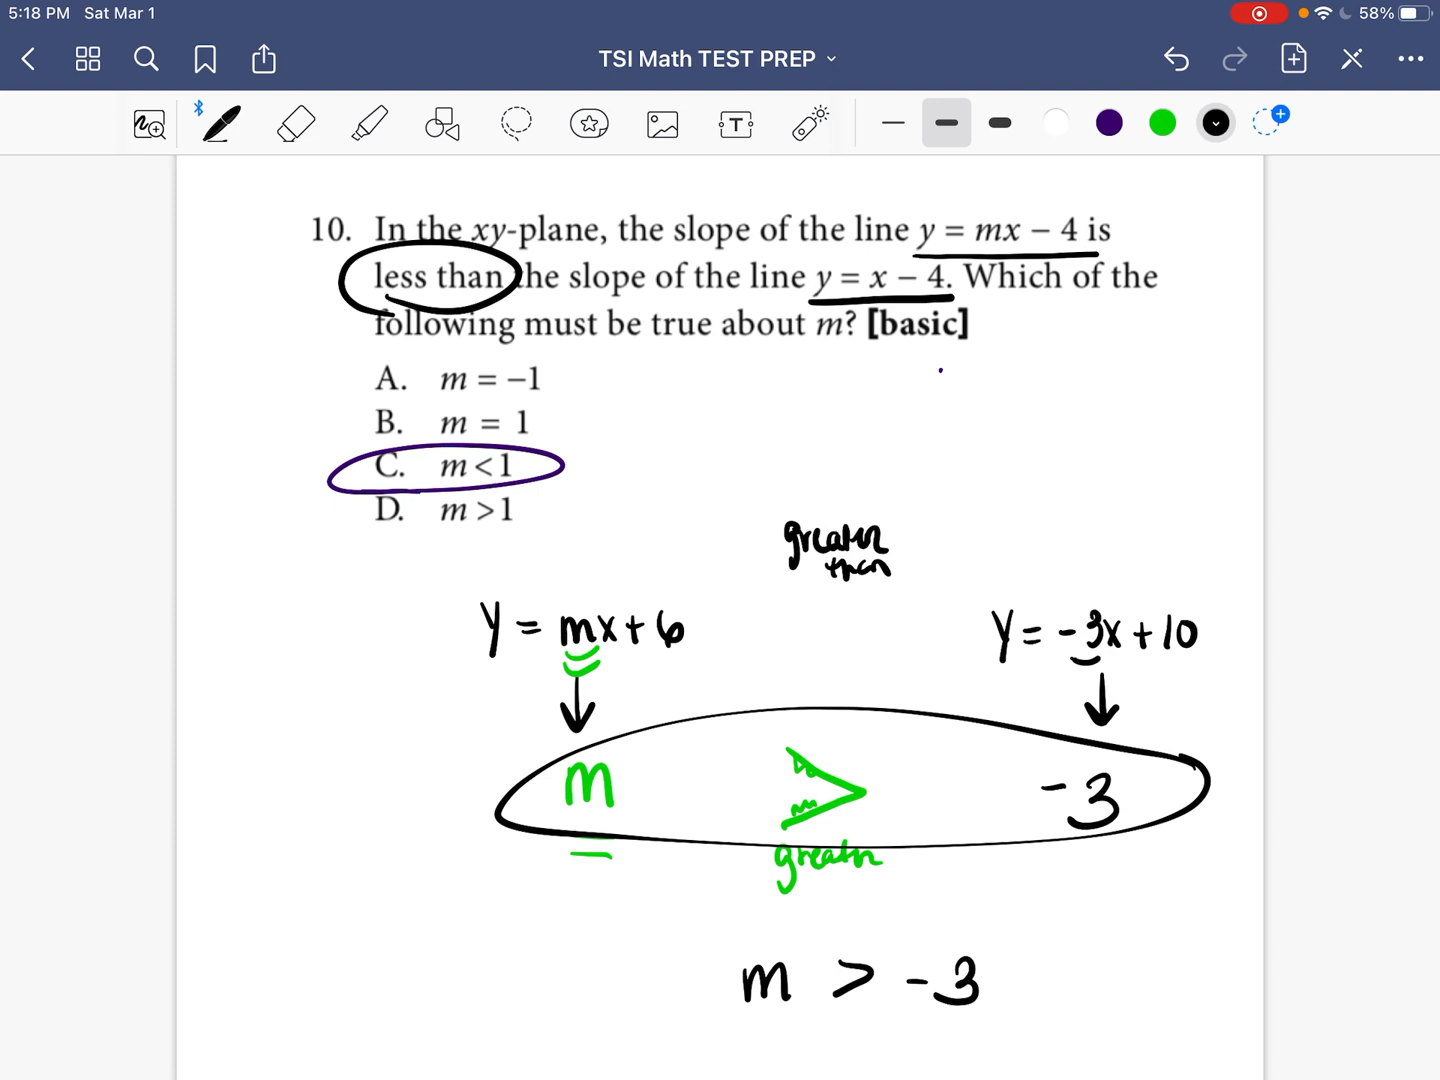 5:18 PM Sat Mar 1
58%
TSI Math TEST PREP
T
10. In the xy-plane, the slope of the line y = mx − 4 is
less than the slope of the line y = x − 4. Which of the
following must be true about m? [basic]
A. m = −1
B. m = 1
C. m < 1
D. m > 1
greater
than
y = mx + 6
y = -3x + 10
m > -3
greater
m > -3